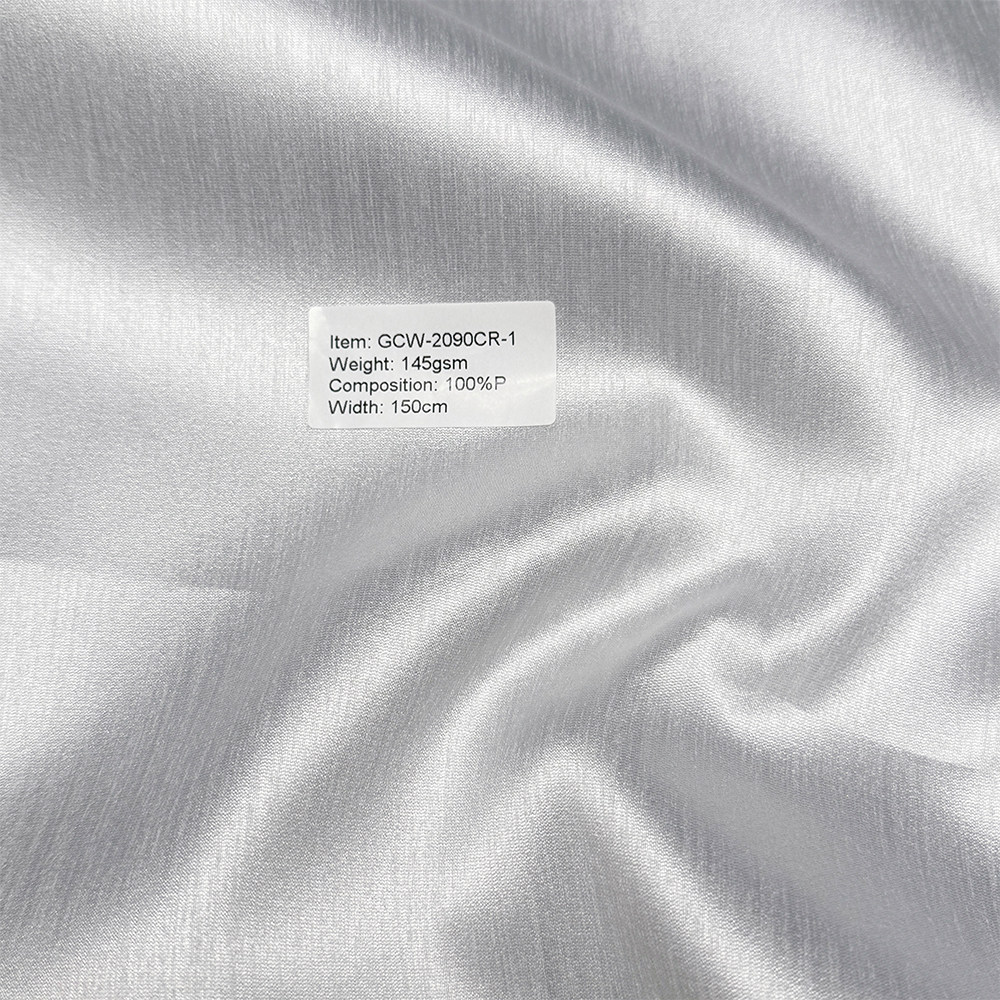 Item: GCW-2090CR-1
Weight: 145gsm
Composition: 100%P
Width: 150cm